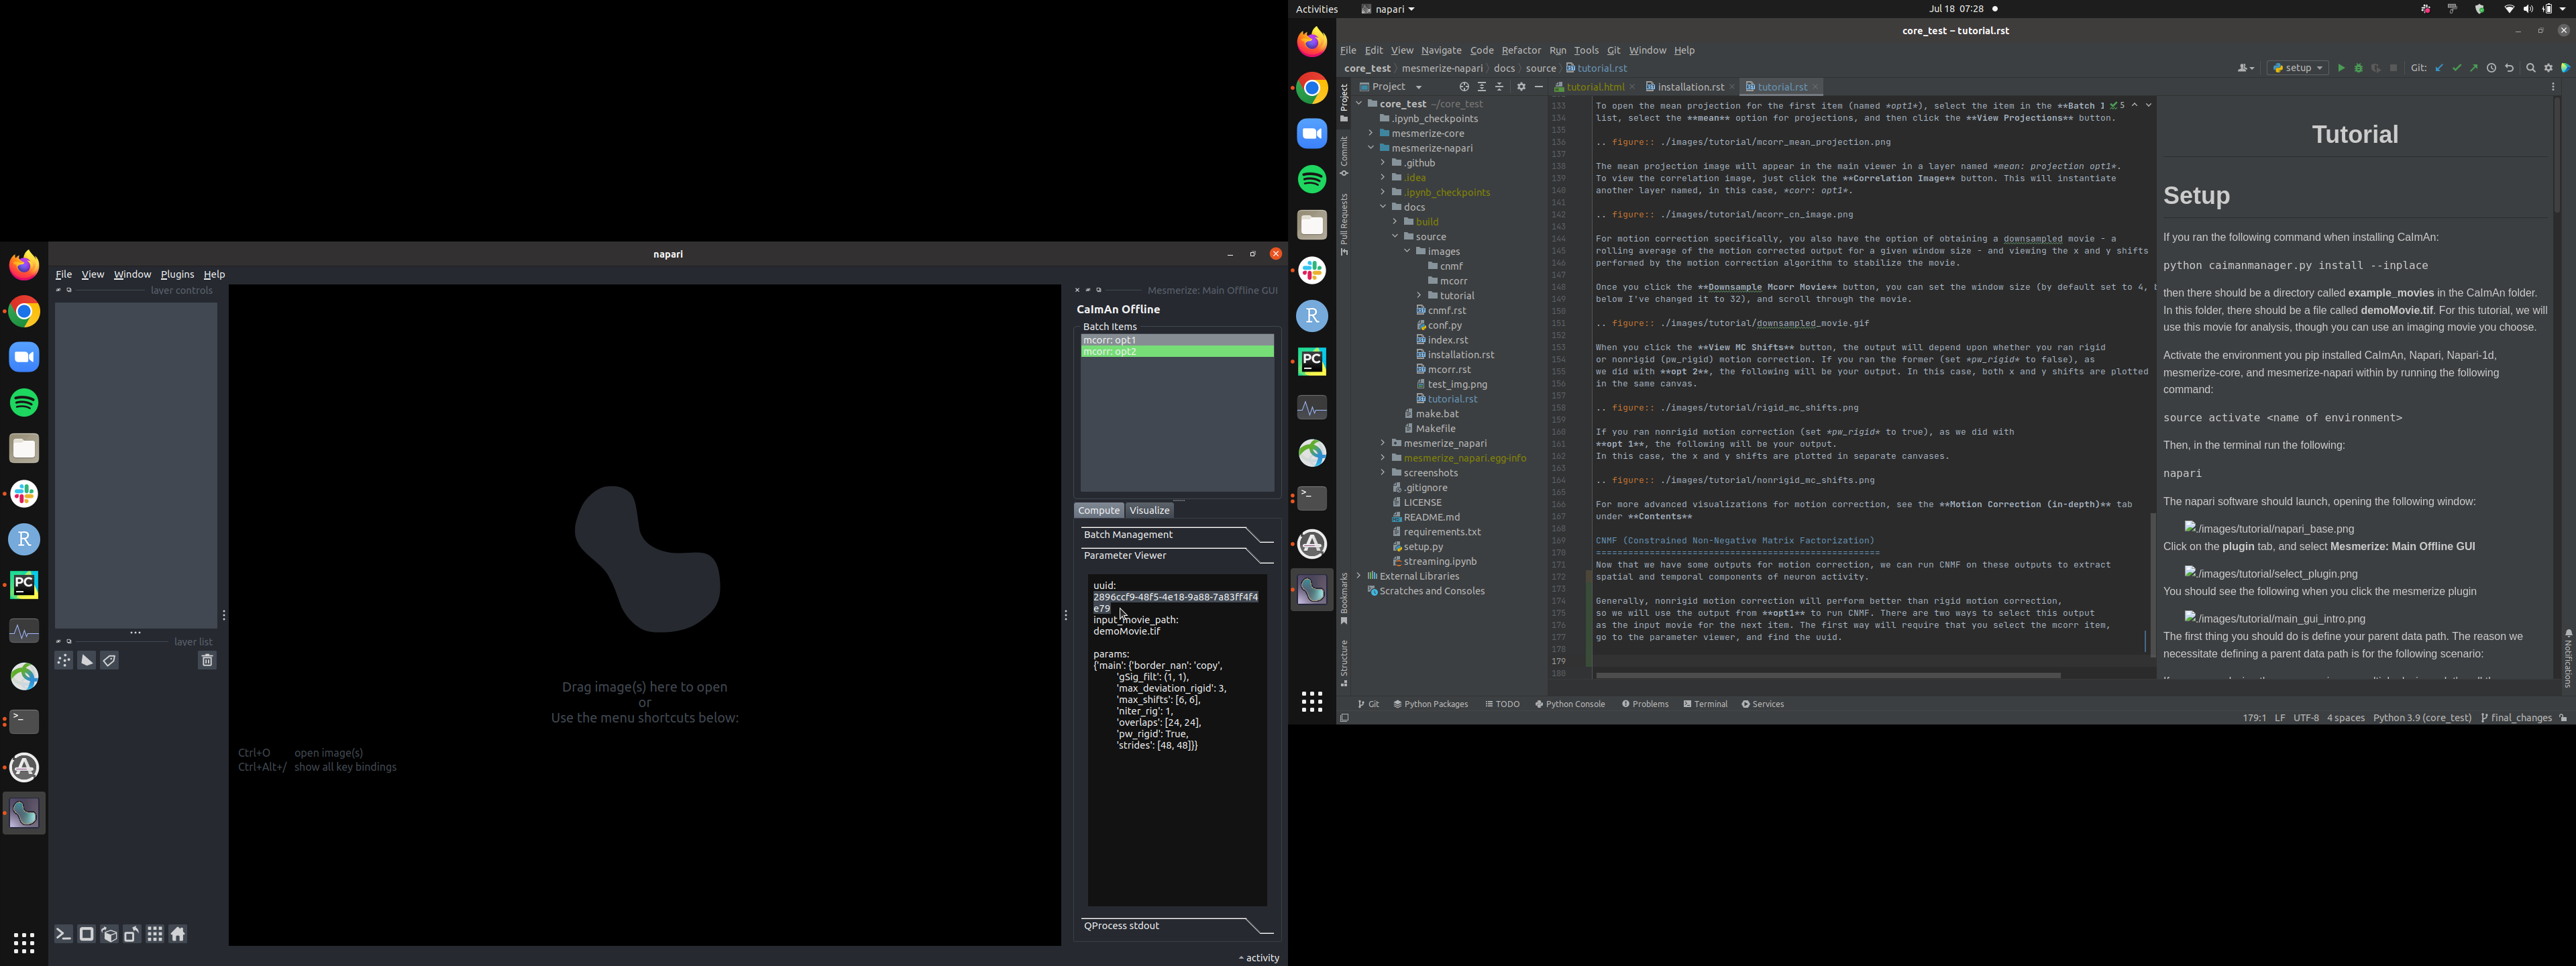 napari
File View Window Plugins Help
layer controls
Mesmerize: Main Offline GUI
CaImAn Offline
Batch Items
mcorr: opt1
mcorr: opt2
Compute Visualize
Batch Management
Parameter Viewer
uuid:
2896ccf9-48f5-4e18-9a88-7a83ff4f4
e79
input_movie_path:
demoMovie.tif
params:
{'main': {'border_nan': 'copy',
'gSig_filt': (1, 1),
'max_deviation_rigid': 3,
'max_shifts': [6, 6],
'niter_rig': 1,
'overlaps': [24, 24],
'pw_rigid': True,
'strides': [48, 48]}}
QProcess stdout
layer list
Drag image(s) here to open
or
Use the menu shortcuts below:
Ctrl+O open image(s)
Ctrl+Alt+/ show all key bindings
activity
Activities napari Jul 18 07:28
core_test – tutorial.rst
File Edit View Navigate Code Refactor Run Tools Git Window Help
core_test mesmerize-napari docs source tutorial.rst
setup Git:
Project
tutorial.html installation.rst tutorial.rst
Project
Commit
Pull Requests
Bookmarks
Structure
core_test ~/core_test
.ipynb_checkpoints
mesmerize-core
mesmerize-napari
.github
.idea
.ipynb_checkpoints
docs
build
source
images
cnmf
mcorr
tutorial
cnmf.rst
conf.py
index.rst
installation.rst
mcorr.rst
test_img.png
tutorial.rst
make.bat
Makefile
mesmerize_napari
mesmerize_napari.egg-info
screenshots
.gitignore
LICENSE
README.md
requirements.txt
setup.py
streaming.ipynb
External Libraries
Scratches and Consoles
133 To open the mean projection for the first item (named *opt1*), select the item in the **Batch I 5
134 list, select the **mean** option for projections, and then click the **View Projections** button.
135
136 .. figure:: ./images/tutorial/mcorr_mean_projection.png
137
138 The mean projection image will appear in the main viewer in a layer named *mean: projection opt1*.
139 To view the correlation image, just click the **Correlation Image** button. This will instantiate
140 another layer named, in this case, *corr: opt1*.
141
142 .. figure:: ./images/tutorial/mcorr_cn_image.png
143
144 For motion correction specifically, you also have the option of obtaining a downsampled movie - a
145 rolling average of the motion corrected output for a given window size - and viewing the x and y shifts
146 performed by the motion correction algorithm to stabilize the movie.
147
148 Once you click the **Downsample Mcorr Movie** button, you can set the window size (by default set to 4,
149 below I've changed it to 32), and scroll through the movie.
150
151 .. figure:: ./images/tutorial/downsampled_movie.gif
152
153 When you click the **View MC Shifts** button, the output will depend upon whether you ran rigid
154 or nonrigid (pw_rigid) motion correction. If you ran the former (set *pw_rigid* to false), as
155 we did with **opt 2**, the following will be your output. In this case, both x and y shifts are plotted
156 in the same canvas.
157
158 .. figure:: ./images/tutorial/rigid_mc_shifts.png
159
160 If you ran nonrigid motion correction (set *pw_rigid* to true), as we did with
161 **opt 1**, the following will be your output.
162 In this case, the x and y shifts are plotted in separate canvases.
163
164 .. figure:: ./images/tutorial/nonrigid_mc_shifts.png
165
166 For more advanced visualizations for motion correction, see the **Motion Correction (in-depth)** tab
167 under **Contents**
168
169 CNMF (Constrained Non-Negative Matrix Factorization)
170 =====================================================
171 Now that we have some outputs for motion correction, we can run CNMF on these outputs to extract
172 spatial and temporal components of neuron activity.
173
174 Generally, nonrigid motion correction will perform better than rigid motion correction,
175 so we will use the output from **opt1** to run CNMF. There are two ways to select this output
176 as the input movie for the next item. The first way will require that you select the mcorr item,
177 go to the parameter viewer, and find the uuid.
178
179
180
Tutorial
Setup
If you ran the following command when installing CaImAn:
python caimanmanager.py install --inplace
then there should be a directory called example_movies in the CaImAn folder.
In this folder, there should be a file called demoMovie.tif. For this tutorial, we will
use this movie for analysis, though you can use an imaging movie you choose.
Activate the environment you pip installed CaImAn, Napari, Napari-1d,
mesmerize-core, and mesmerize-napari within by running the following
command:
source activate <name of environment>
Then, in the terminal run the following:
napari
The napari software should launch, opening the following window:
./images/tutorial/napari_base.png
Click on the plugin tab, and select Mesmerize: Main Offline GUI
./images/tutorial/select_plugin.png
You should see the following when you click the mesmerize plugin
./images/tutorial/main_gui_intro.png
The first thing you should do is define your parent data path. The reason we
necessitate defining a parent data path is for the following scenario:
Notifications
Git Python Packages TODO Python Console Problems Terminal Services
179:1 LF UTF-8 4 spaces Python 3.9 (core_test) final_changes